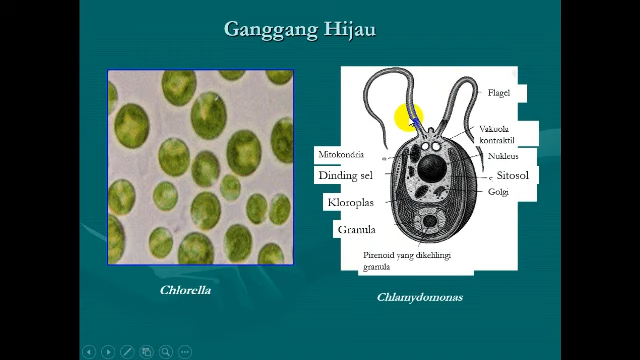 Ganggang Hijau
Flagel
Vakuola
kontraktil
Mitokondria
Nukleus
Dinding sel
Sitosol
Golgi
Kloroplas
Granula
Pirenoid yang dikelilingi
granula
Chlorella
Chlamydomonas